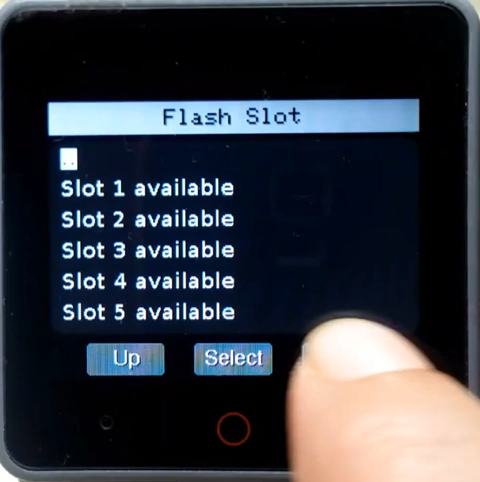 Flash Slot
..
Slot 1 available
Slot 2 available
Slot 3 available
Slot 4 available
Slot 5 available
Up Select